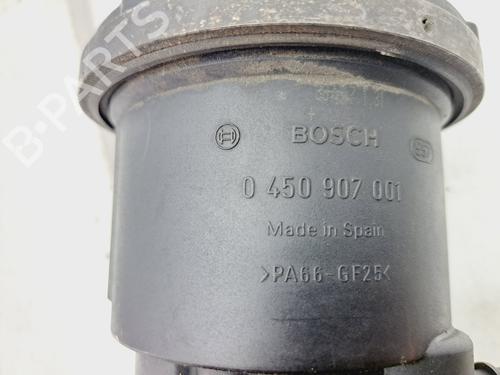 BOSCH
0 450 907 001
Made in Spain
>PA66-GF25<
B-PARTS